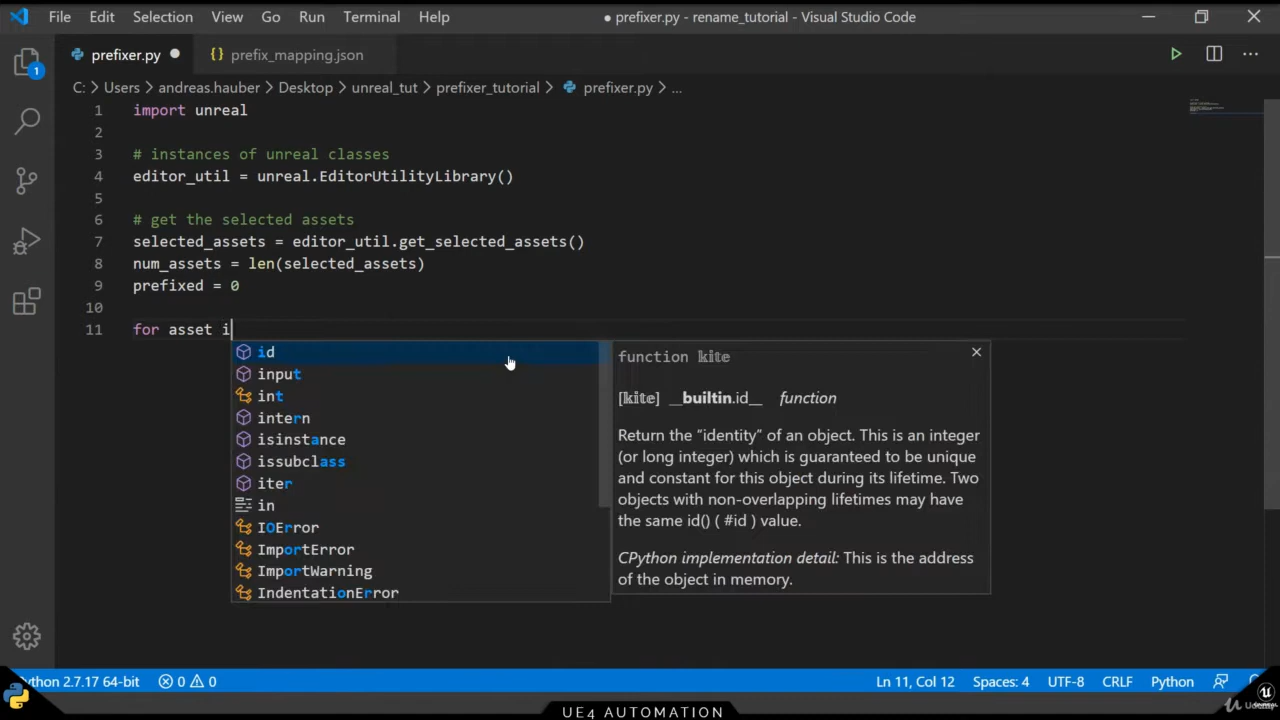 File Edit Selection View Go Run Terminal Help ● prefixer.py - rename_tutorial - Visual Studio Code
prefixer.py ● {} prefix_mapping.json
1
C: > Users > andreas.hauber > Desktop > unreal_tut > prefixer_tutorial > prefixer.py > ...
1 import unreal
2
3 # instances of unreal classes
4 editor_util = unreal.EditorUtilityLibrary()
5
6 # get the selected assets
7 selected_assets = editor_util.get_selected_assets()
8 num_assets = len(selected_assets)
9 prefixed = 0
10
11 for asset i
id
input
int
intern
isinstance
issubclass
iter
in
IOError
ImportError
ImportWarning
IndentationError
function kite
[kite] __builtin.id__ function
Return the “identity” of an object. This is an integer
(or long integer) which is guaranteed to be unique
and constant for this object during its lifetime. Two
objects with non-overlapping lifetimes may have
the same id() ( #id ) value.
CPython implementation detail: This is the address
of the object in memory.
ython 2.7.17 64-bit 0 0 Ln 11, Col 12 Spaces: 4 UTF-8 CRLF Python
UE4 AUTOMATION